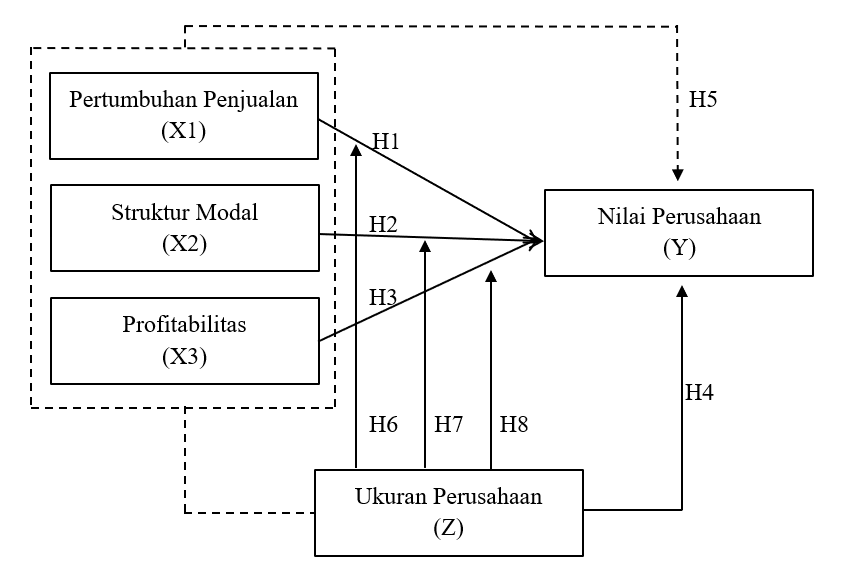 Pertumbuhan Penjualan
(X1)
H1
H5
Struktur Modal
(X2)
H2
Nilai Perusahaan
(Y)
Profitabilitas
(X3)
H3
H4
H6
H7
H8
Ukuran Perusahaan
(Z)